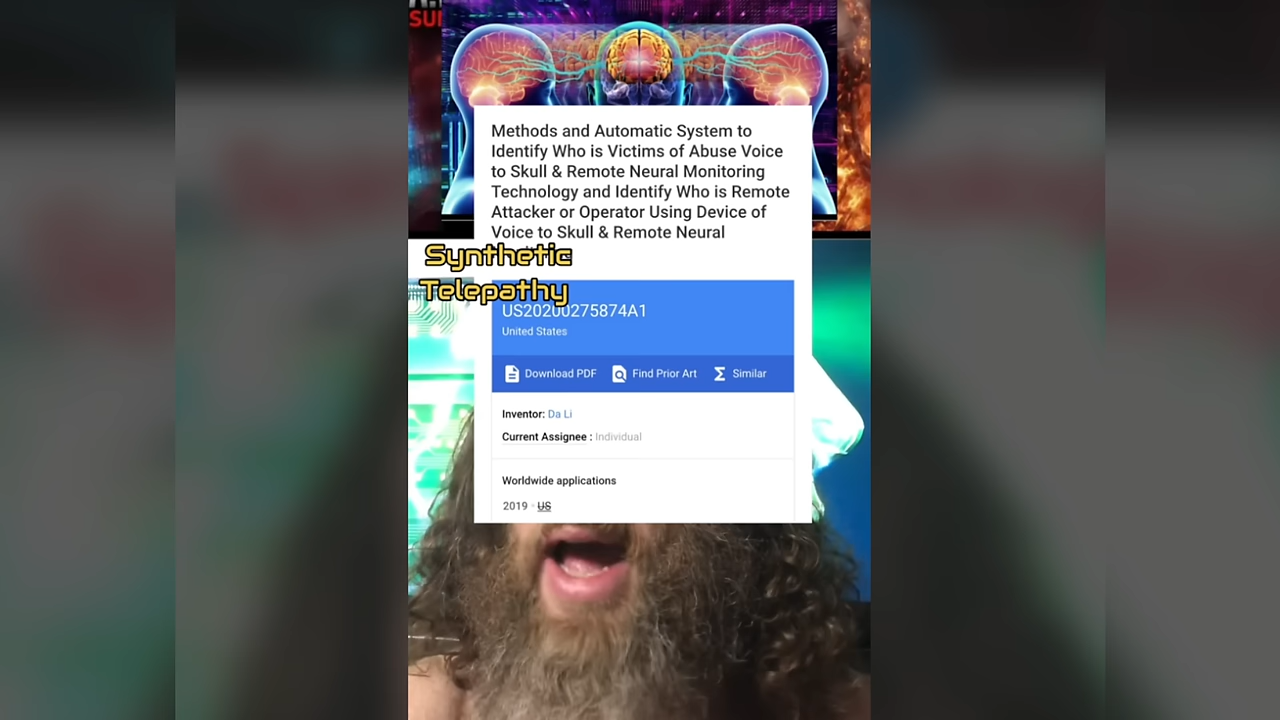 SU
Methods and Automatic System to
Identify Who is Victims of Abuse Voice
to Skull & Remote Neural Monitoring
Technology and Identify Who is Remote
Attacker or Operator Using Device of
Voice to Skull & Remote Neural
Synthetic
Telepathy
US20200275874A1
United States
Download PDF Find Prior Art Σ Similar
Inventor: Da Li
Current Assignee : Individual
Worldwide applications
2019 · US